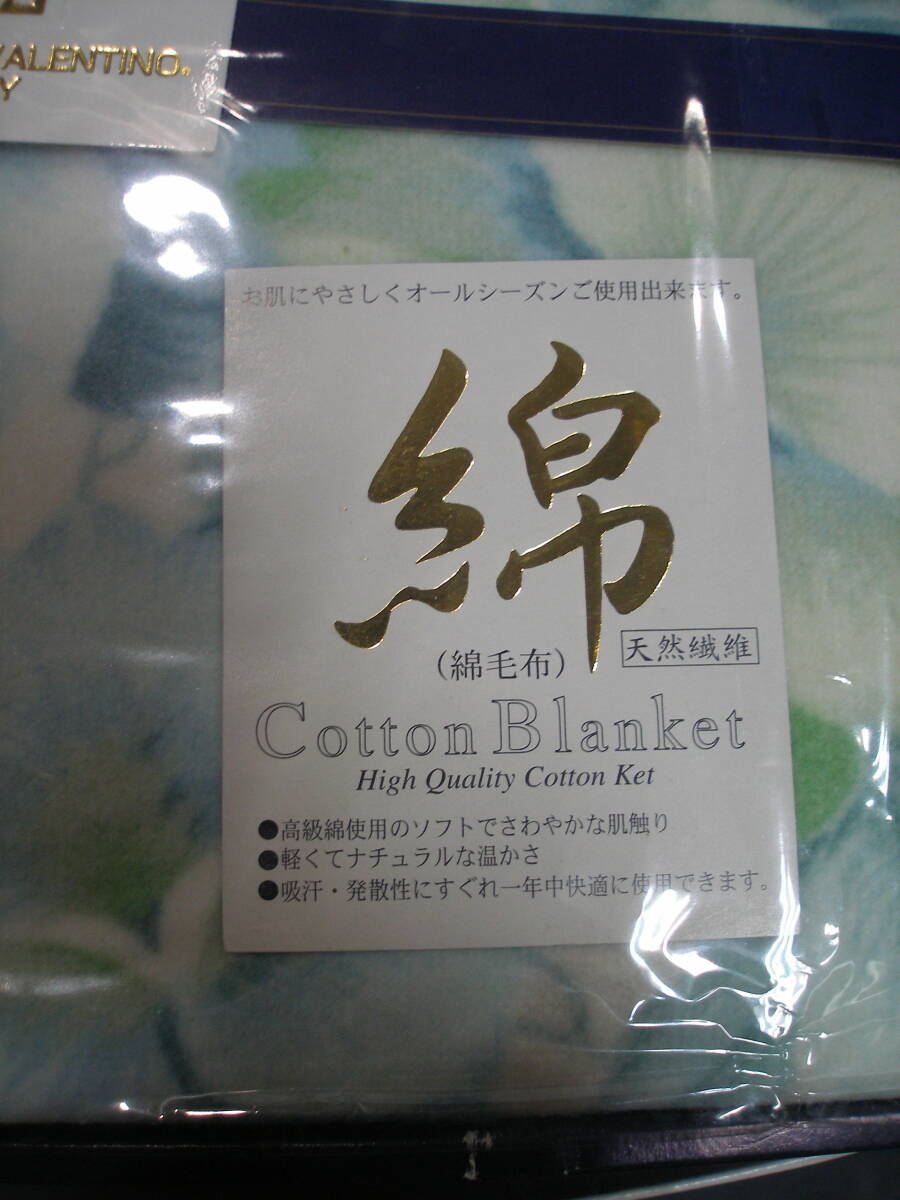 VALENTINO®
Y
お肌にやさしくオールシーズンご使用出来ます。
綿
(綿毛布)
天然繊維
Cotton Blanket
High Quality Cotton Ket
●高級綿使用のソフトでさわやかな肌触り
●軽くてナチュラルな温かさ
●吸汗・発散性にすぐれ一年中快適に使用できます。